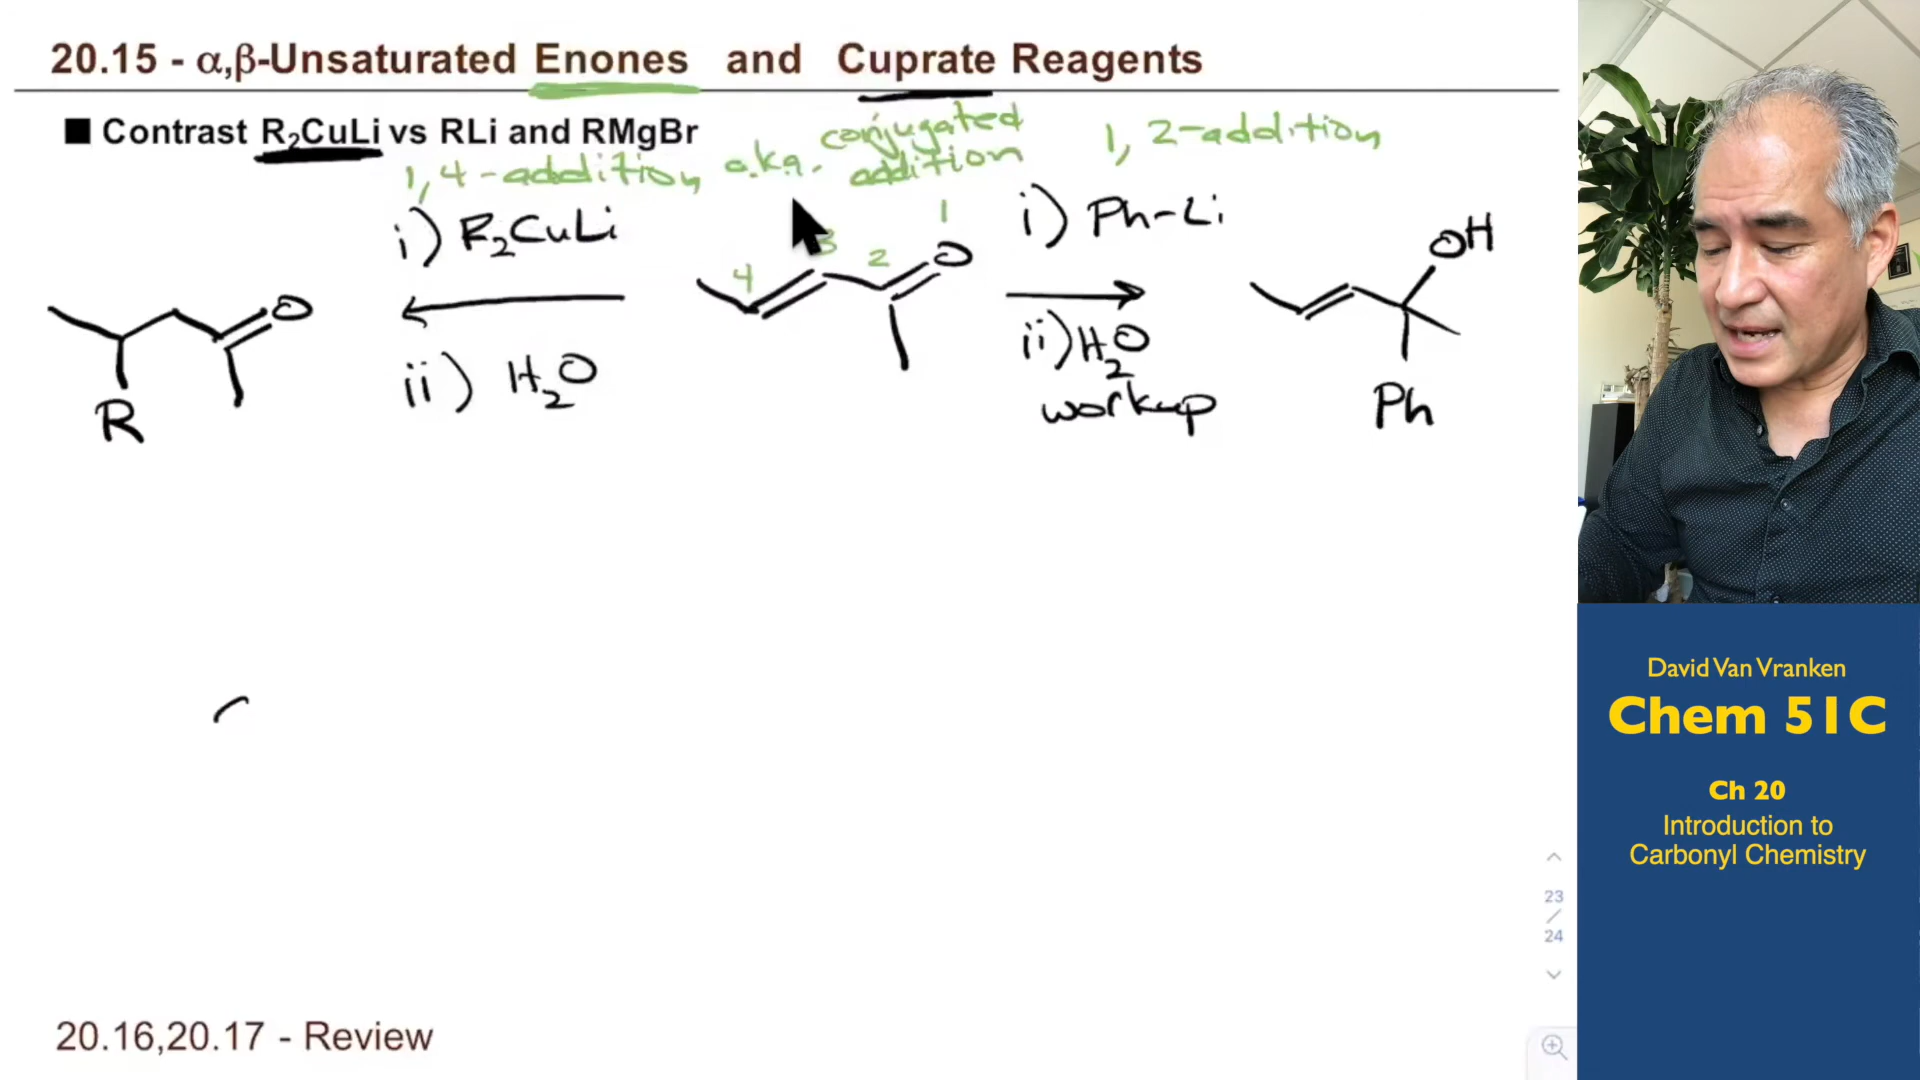 20.15 - α,β-Unsaturated Enones and Cuprate Reagents
■ Contrast R₂CuLi vs RLi and RMgBr
1,4-addition a.k.a. conjugated addition
1,2-addition
i) R₂CuLi
ii) H₂O
O
R
4 3 2 1
O
i) Ph-Li
ii) H₂O
workup
OH
Ph
20.16,20.17 - Review
23
/
24
David Van Vranken
Chem 51C
Ch 20
Introduction to
Carbonyl Chemistry